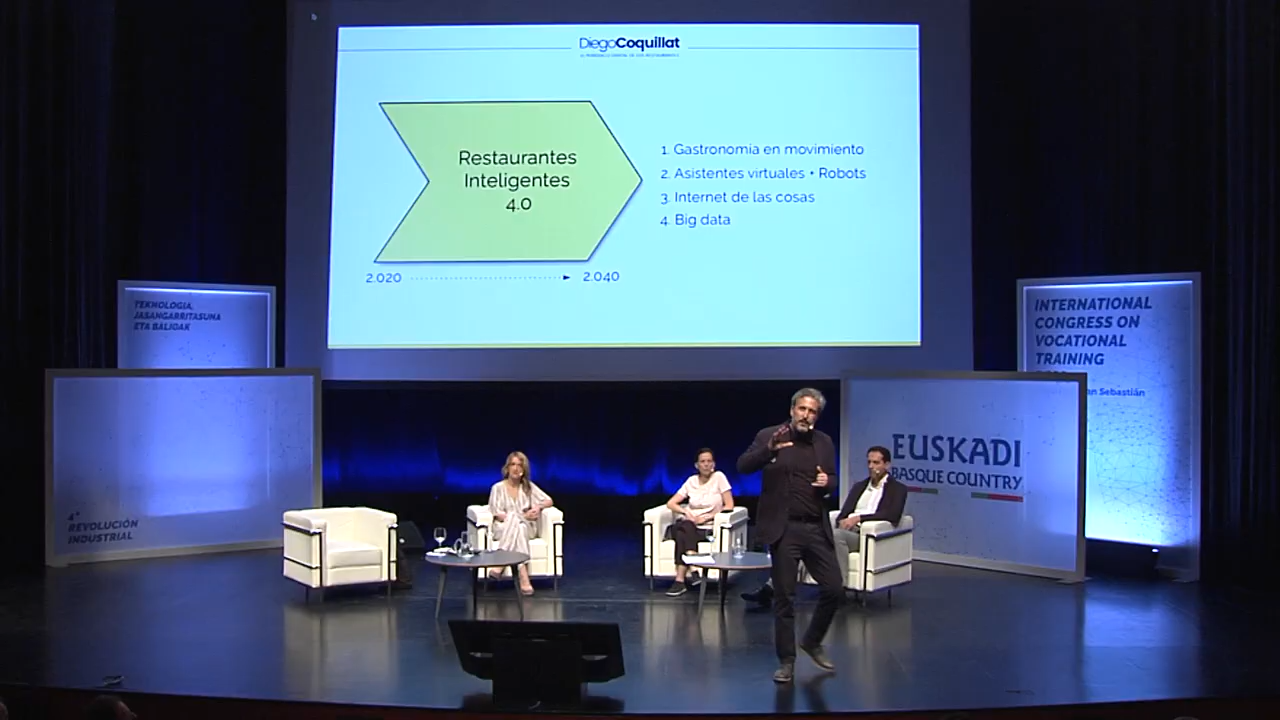 DiegoCoquillat
Restaurantes
Inteligentes
4.0
2.020
2.040
1. Gastronomía en movimiento
2. Asistentes virtuales • Robots
3. Internet de las cosas
4. Big data
TEKNOLOGIA,
JASANGARRITASUNA
ETA BALIOAK
4ª
REVOLUCIÓN
INDUSTRIAL
INTERNATIONAL
CONGRESS ON
VOCATIONAL
TRAINING
an Sebastián
EUSKADI
BASQUE COUNTRY